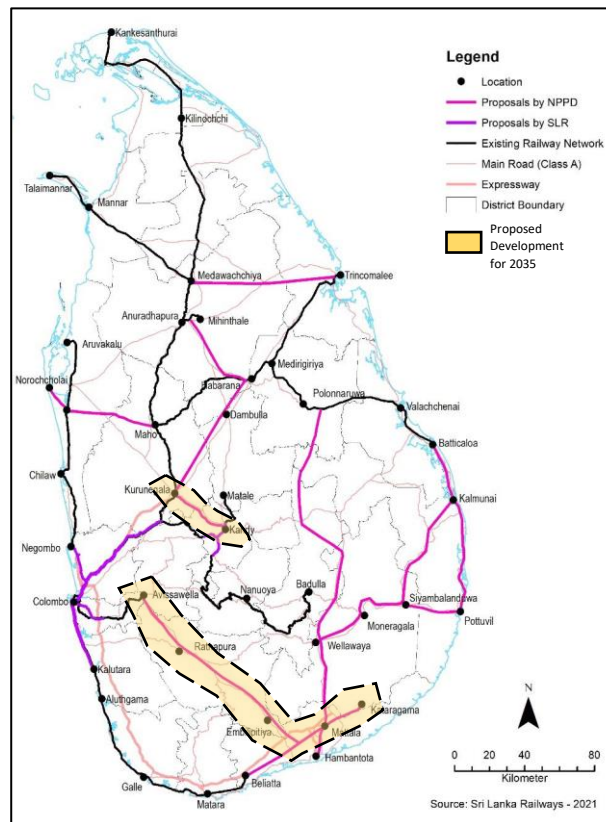 Kankesanthurai
Kilinochchi
Talaimannar
Mannar
Medawachchiya
Trincomalee
Anuradhapura
Mihinthale
Aruvakalu
Medirigiriya
Norochcholai
Habarana
Polonnaruwa
Dambulla
Valachchenai
Maho
Batticaloa
Chilaw
Kurunegala
Matale
Kalmunai
Kandy
Negombo
Colombo
Avissawella
Nanuoya
Badulla
Siyambalanduwa
Moneragala
Pottuvil
Ratnapura
Wellawaya
Kalutara
Aluthgama
Kataragama
Embilipitiya
Mattala
Hambantota
Galle
Beliatta
Matara
Legend
Location
Proposals by NPPD
Proposals by SLR
Existing Railway Network
Main Road (Class A)
Expressway
District Boundary
Proposed
Development
for 2035
N
0 20 40 60 80
Kilometer
Source: Sri Lanka Railways - 2021